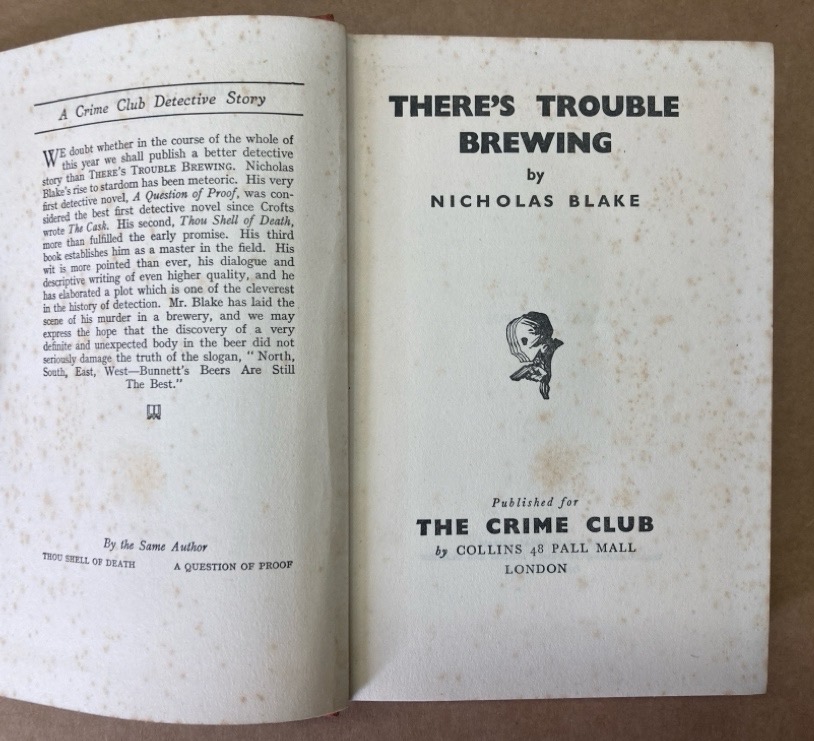 A Crime Club Detective Story
WE doubt whether in the course of the whole of
this year we shall publish a better detective
story than THERE'S TROUBLE BREWING. Nicholas
Blake's rise to stardom has been meteoric. His very
first detective novel, A Question of Proof, was con-
sidered the best first detective novel since Crofts
wrote The Cask. His second, Thou Shell of Death,
more than fulfilled the early promise. His third
book establishes him as a master in the field. His
wit is more pointed than ever, his dialogue and
descriptive writing of even higher quality, and he
has elaborated a plot which is one of the cleverest
in the history of detection. Mr. Blake has laid the
scene of his murder in a brewery, and we may
express the hope that the discovery of a very
definite and unexpected body in the beer did not
seriously damage the truth of the slogan, "North,
South, East, West—Bunnett's Beers Are Still
The Best."
By the Same Author
THOU SHELL OF DEATH A QUESTION OF PROOF
THERE'S TROUBLE
BREWING
by
NICHOLAS BLAKE
Published for
THE CRIME CLUB
by COLLINS 48 PALL MALL
LONDON